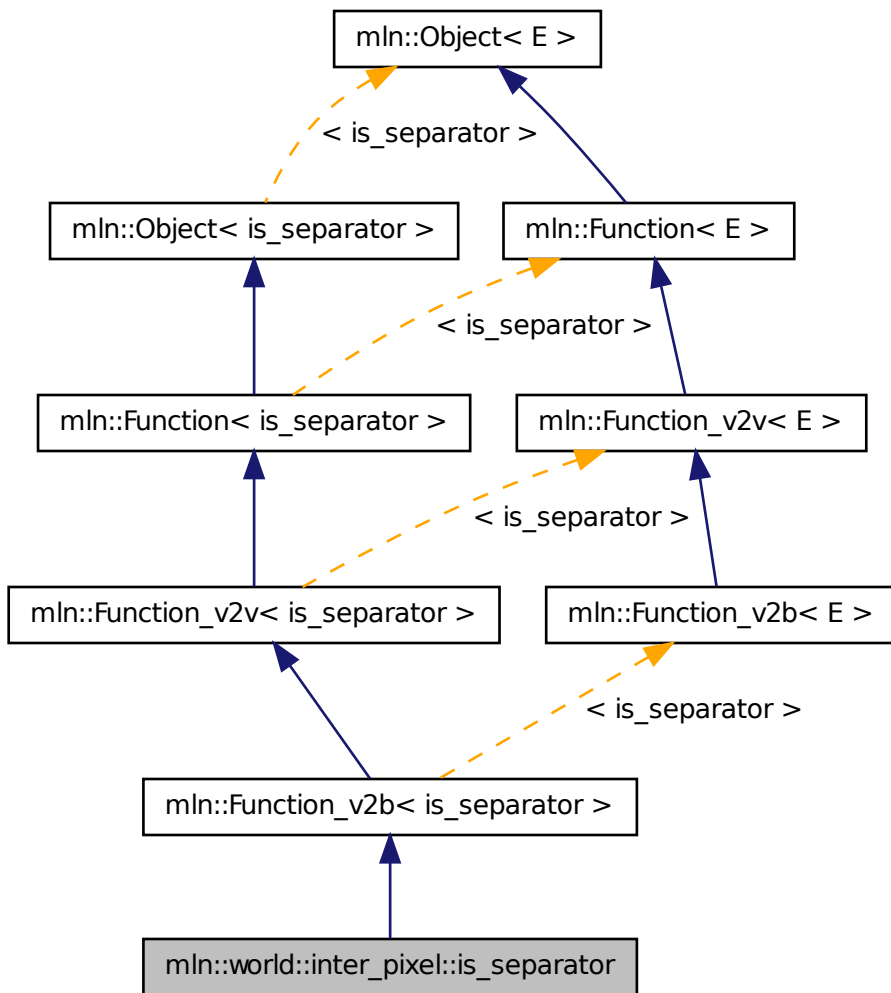 mln::Object< E >
< is_separator >
mln::Object< is_separator >
mln::Function< E >
< is_separator >
mln::Function< is_separator >
mln::Function_v2v< E >
< is_separator >
mln::Function_v2v< is_separator >
mln::Function_v2b< E >
< is_separator >
mln::Function_v2b< is_separator >
mln::world::inter_pixel::is_separator